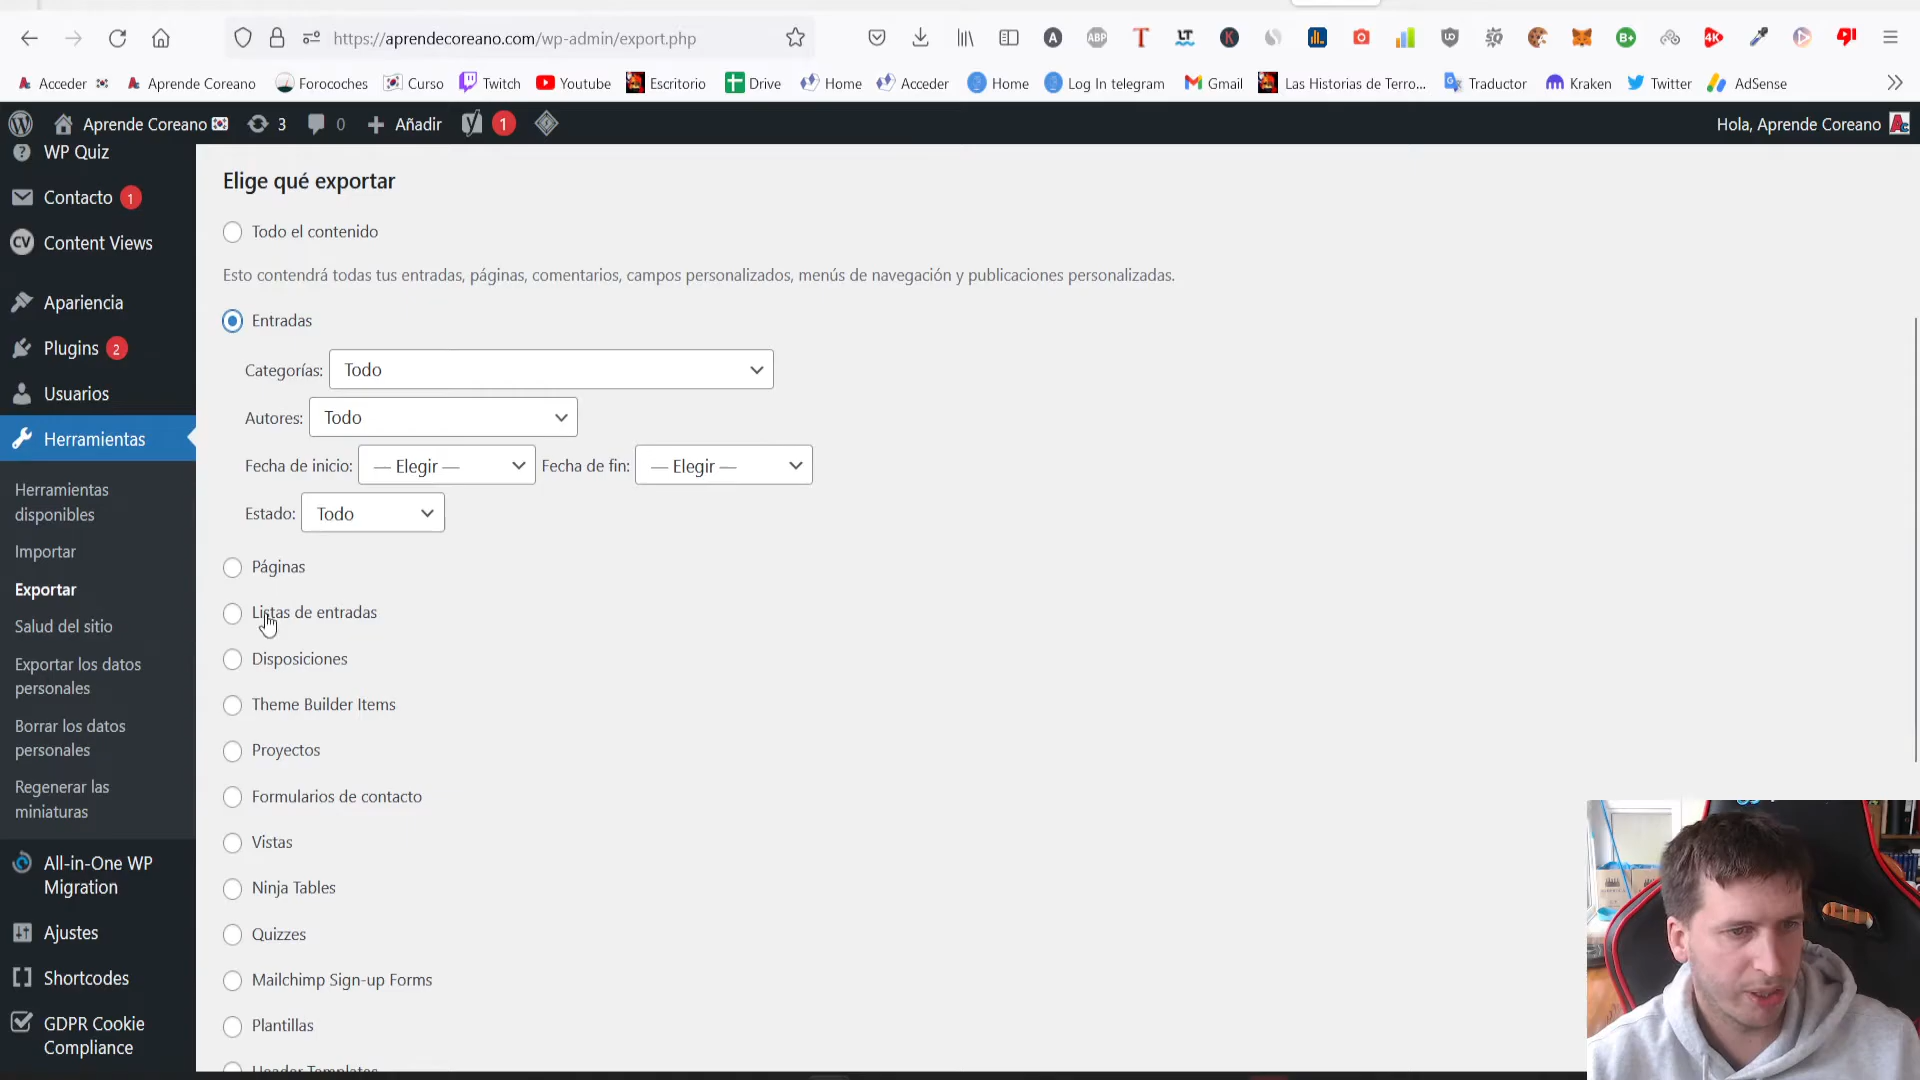 https://aprendecoreano.com/wp-admin/export.php
Acceder
Aprende Coreano
Forocoches
Curso
Twitch
Youtube
Escritorio
Drive
Home
Acceder
Home
Log In telegram
Gmail
Las Historias de Terro...
Traductor
Kraken
Twitter
AdSense
Aprende Coreano
3
0
Añadir
1
Hola, Aprende Coreano
WP Quiz
Contacto 1
Content Views
Apariencia
Plugins 2
Usuarios
Herramientas
Herramientas
disponibles
Importar
Exportar
Salud del sitio
Exportar los datos
personales
Borrar los datos
personales
Regenerar las
miniaturas
All-in-One WP
Migration
Ajustes
Shortcodes
GDPR Cookie
Compliance
Elige qué exportar
Todo el contenido
Esto contendrá todas tus entradas, páginas, comentarios, campos personalizados, menús de navegación y publicaciones personalizadas.
Entradas
Categorías: Todo
Autores: Todo
Fecha de inicio: — Elegir — Fecha de fin: — Elegir —
Estado: Todo
Páginas
Listas de entradas
Disposiciones
Theme Builder Items
Proyectos
Formularios de contacto
Vistas
Ninja Tables
Quizzes
Mailchimp Sign-up Forms
Plantillas
Header Templates